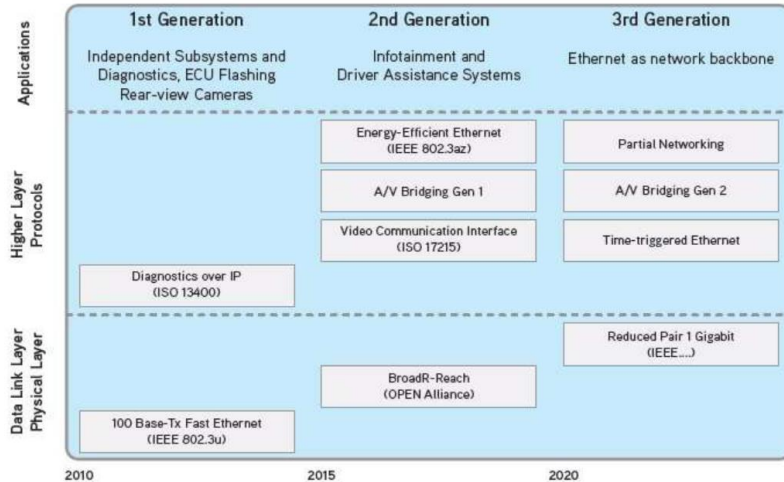 1st Generation
2nd Generation
3rd Generation
Applications
Independent Subsystems and
Diagnostics, ECU Flashing
Rear-view Cameras
Infotainment and
Driver Assistance Systems
Ethernet as network backbone
Higher Layer
Protocols
Energy-Efficient Ethernet
(IEEE 802.3az)
Partial Networking
A/V Bridging Gen 1
A/V Bridging Gen 2
Video Communication Interface
(ISO 17215)
Time-triggered Ethernet
Diagnostics over IP
(ISO 13400)
Data Link Layer
Physical Layer
Reduced Pair 1 Gigabit
(IEEE....)
BroadR-Reach
(OPEN Alliance)
100 Base-Tx Fast Ethernet
(IEEE 802.3u)
2010
2015
2020